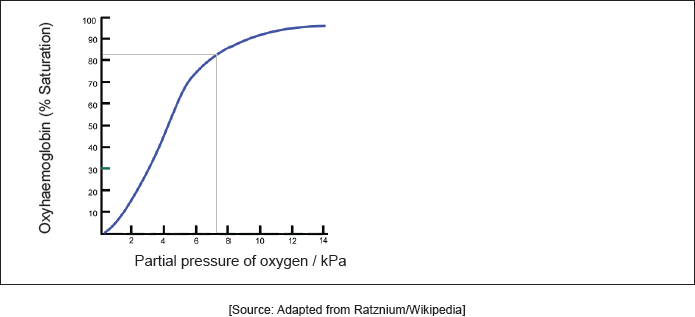 Oxyhaemoglobin (% Saturation)
100
90
80
70
60
50
40
30
20
10
2 4 6 8 10 12 14
Partial pressure of oxygen / kPa
[Source: Adapted from Ratznium/Wikipedia]